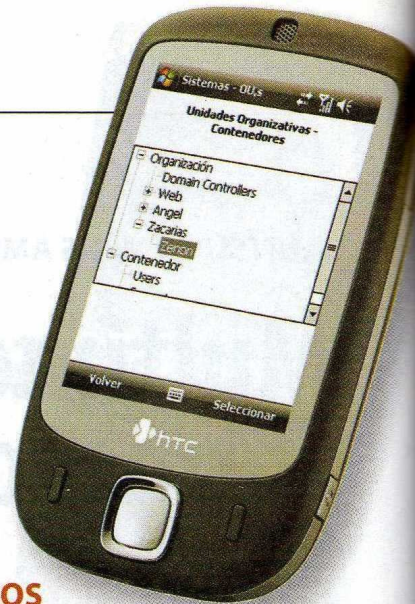 Sistemas - OU,s
Unidades Organizativas -
Contenedores
Organización
Domain Controllers
Web
Angel
Zacarias
Zenon
Contenedor
Users
Volver
Seleccionar
htc
OS